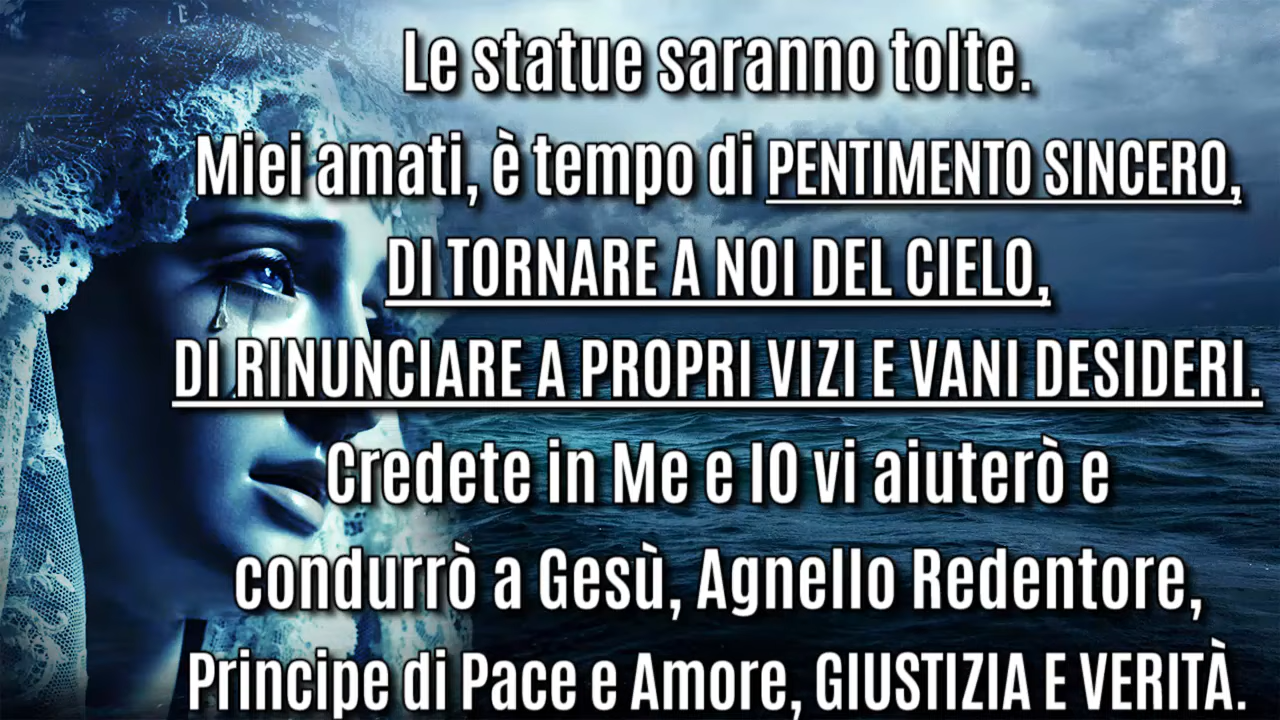 Le statue saranno tolte.
Miei amati, è tempo di PENTIMENTO SINCERO,
DI TORNARE A NOI DEL CIELO,
DI RINUNCIARE A PROPRI VIZI E VANI DESIDERI.
Credete in Me e IO vi aiuterò e
condurrò a Gesù, Agnello Redentore,
Principe di Pace e Amore, GIUSTIZIA E VERITÀ.